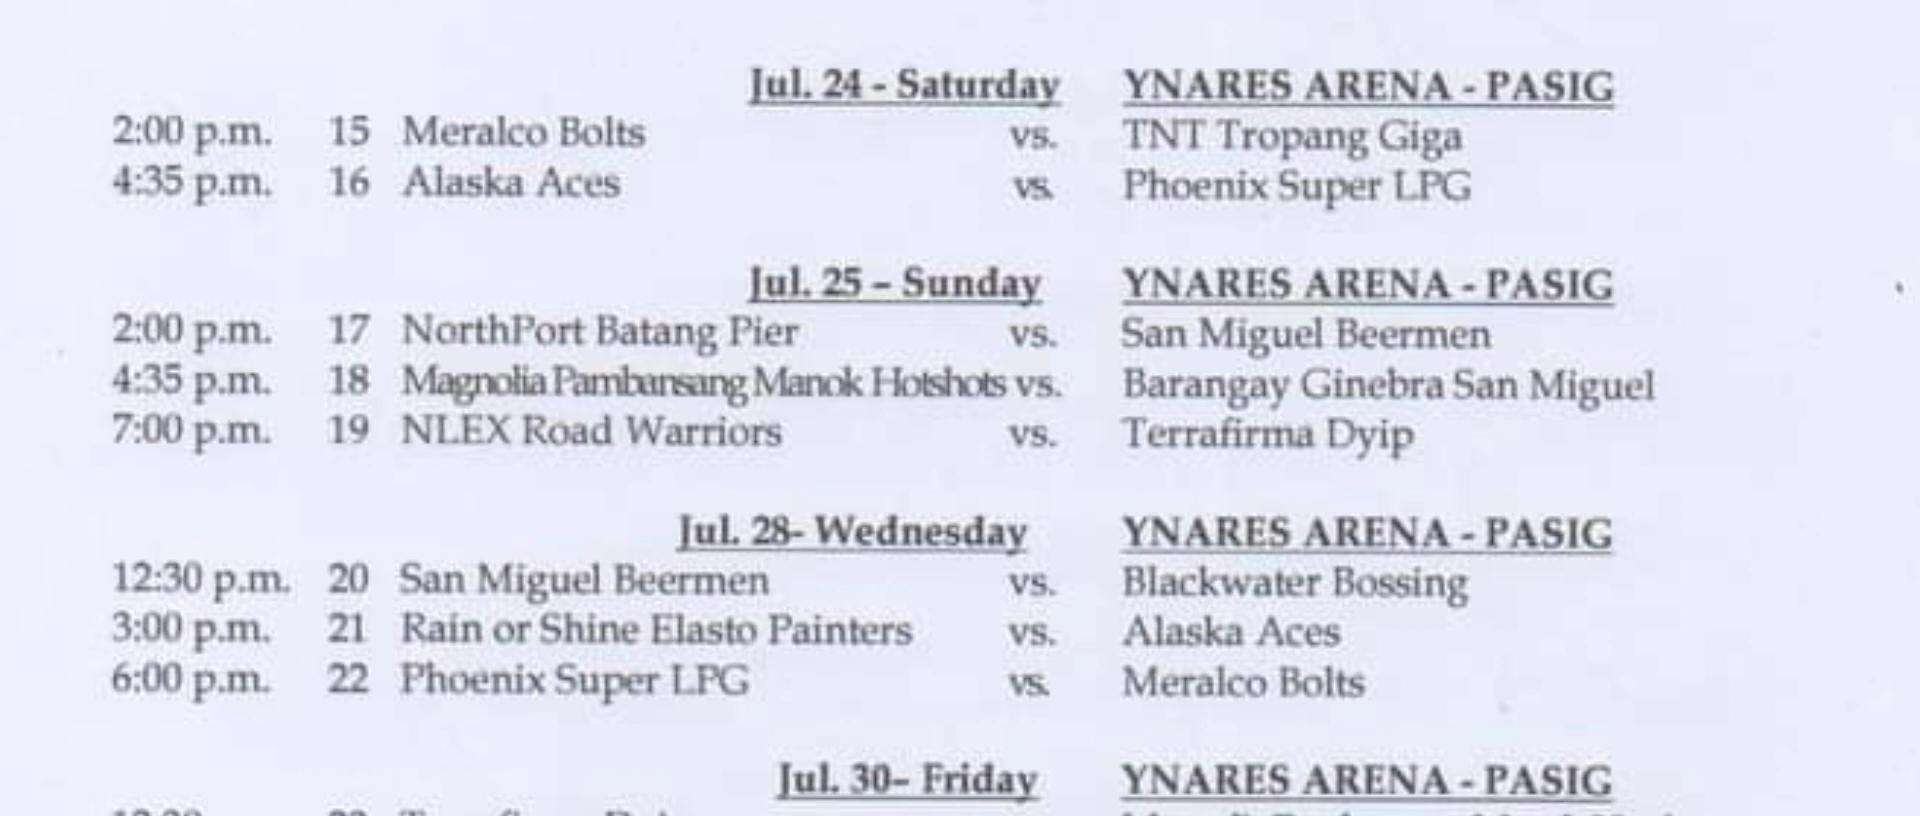 Jul. 24 - Saturday YNARES ARENA - PASIG
2:00 p.m. 15 Meralco Bolts vs. TNT Tropang Giga
4:35 p.m. 16 Alaska Aces vs. Phoenix Super LPG
Jul. 25 – Sunday YNARES ARENA - PASIG
2:00 p.m. 17 NorthPort Batang Pier vs. San Miguel Beermen
4:35 p.m. 18 Magnolia Pambansang Manok Hotshots vs. Barangay Ginebra San Miguel
7:00 p.m. 19 NLEX Road Warriors vs. Terrafirma Dyip
Jul. 28- Wednesday YNARES ARENA - PASIG
12:30 p.m. 20 San Miguel Beermen vs. Blackwater Bossing
3:00 p.m. 21 Rain or Shine Elasto Painters vs. Alaska Aces
6:00 p.m. 22 Phoenix Super LPG vs. Meralco Bolts
Jul. 30– Friday YNARES ARENA - PASIG